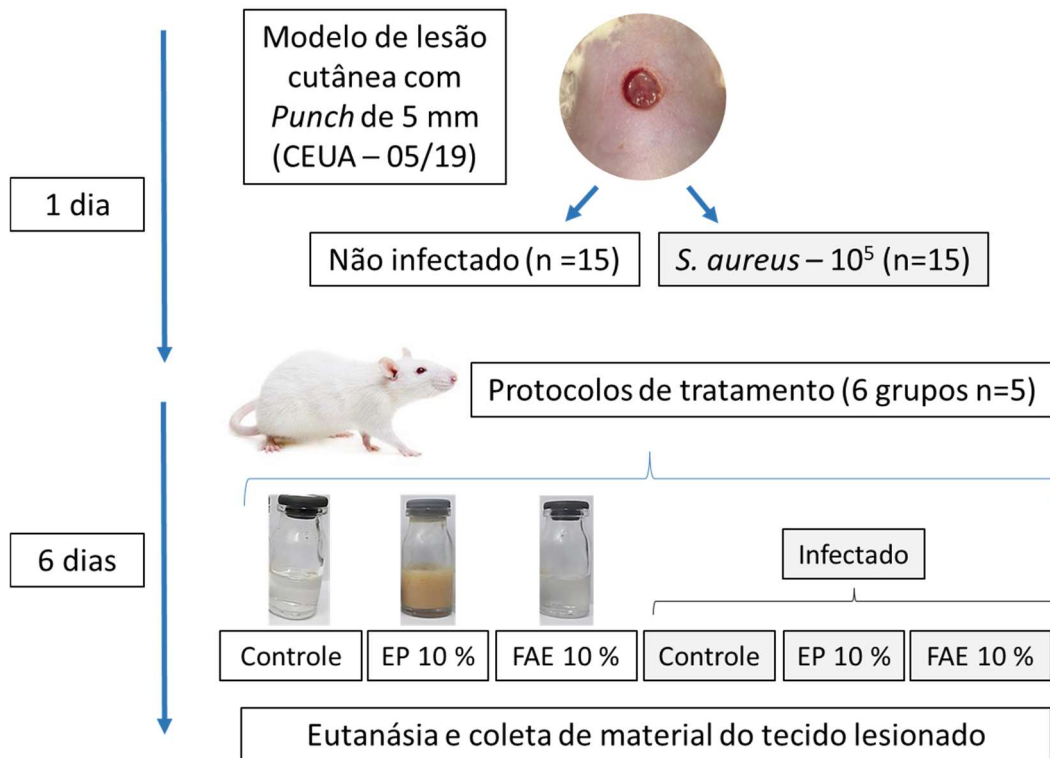 Modelo de lesão
cutânea com
Punch de 5 mm
(CEUA – 05/19)
1 dia
Não infectado (n =15)
S. aureus – 10⁵ (n=15)
Protocolos de tratamento (6 grupos n=5)
6 dias
Infectado
Controle
EP 10 %
FAE 10 %
Controle
EP 10 %
FAE 10 %
Eutanásia e coleta de material do tecido lesionado